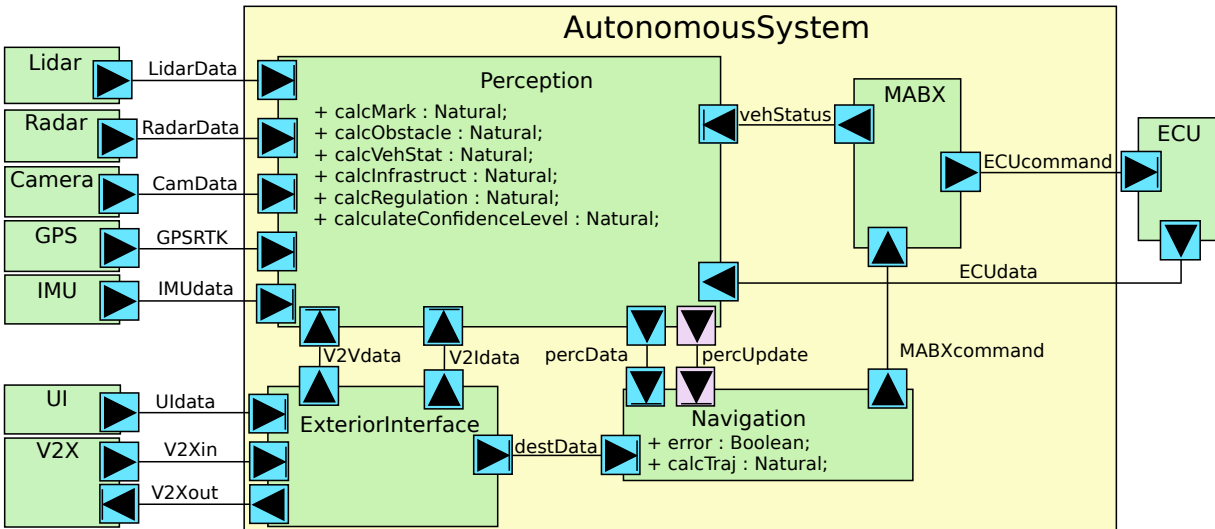 AutonomousSystem
Lidar
LidarData
Radar
RadarData
Camera
CamData
GPS
GPSRTK
IMU
IMUdata
Perception
+ calcMark : Natural;
+ calcObstacle : Natural;
+ calcVehStat : Natural;
+ calcInfrastruct : Natural;
+ calcRegulation : Natural;
+ calculateConfidenceLevel : Natural;
vehStatus
MABX
ECUcommand
ECU
ECUdata
V2Vdata
V2Idata
percData
percUpdate
MABXcommand
UI
UIdata
V2X
V2Xin
V2Xout
ExteriorInterface
destData
Navigation
+ error : Boolean;
+ calcTraj : Natural;